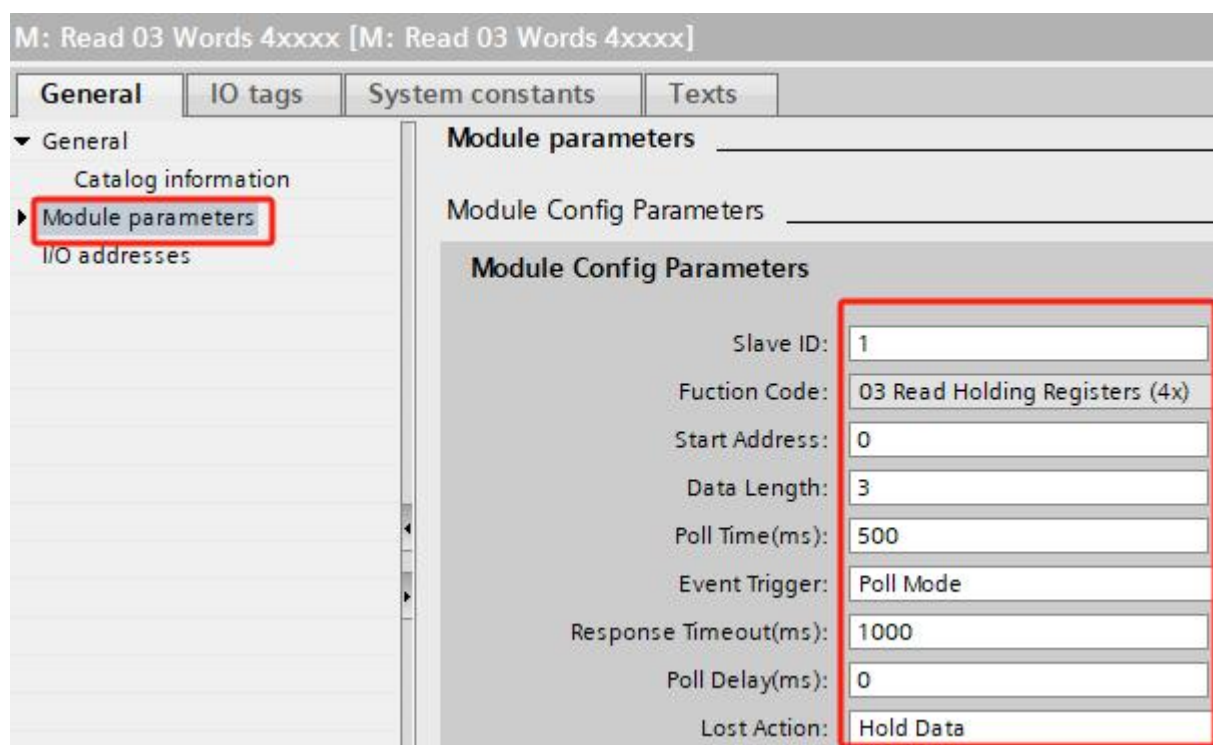 M: Read 03 Words 4xxxx [M: Read 03 Words 4xxxx]
General IO tags System constants Texts
General
Catalog information
Module parameters
I/O addresses
Module parameters
Module Config Parameters
Module Config Parameters
Slave ID: 1
Fuction Code: 03 Read Holding Registers (4x)
Start Address: 0
Data Length: 3
Poll Time(ms): 500
Event Trigger: Poll Mode
Response Timeout(ms): 1000
Poll Delay(ms): 0
Lost Action: Hold Data